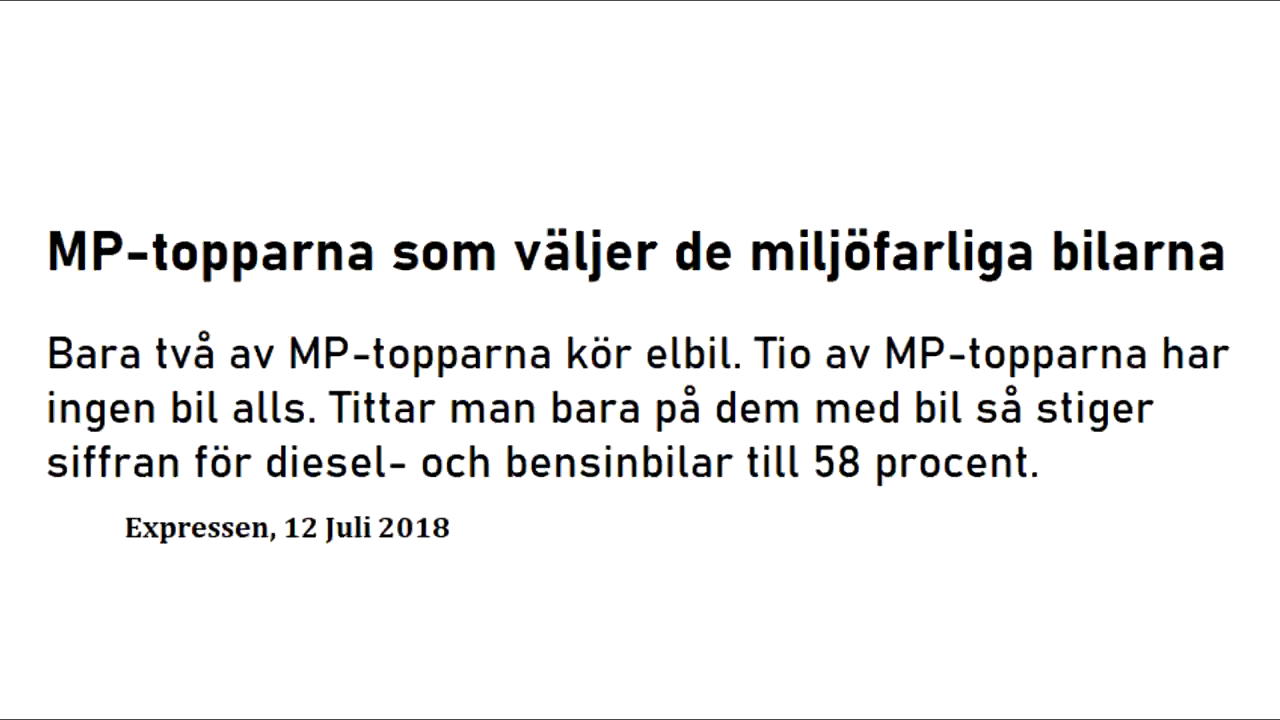 MP-topparna som väljer de miljöfarliga bilarna
Bara två av MP-topparna kör elbil. Tio av MP-topparna har
ingen bil alls. Tittar man bara på dem med bil så stiger
siffran för diesel- och bensinbilar till 58 procent.
Expressen, 12 Juli 2018